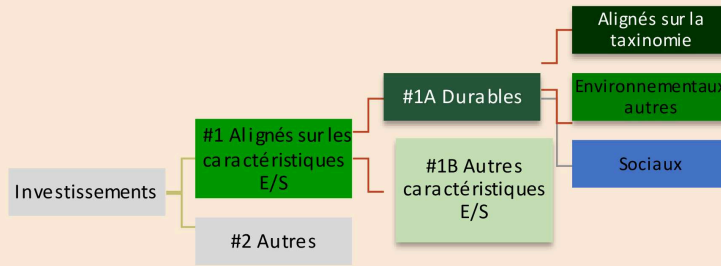 Alignés sur la
taxinomie
#1A Durables
Environnementaux
autres
#1 Alignés sur les
caractéristiques
E/S
#1B Autres
caractéristiques
E/S
Sociaux
Investissements
#2 Autres